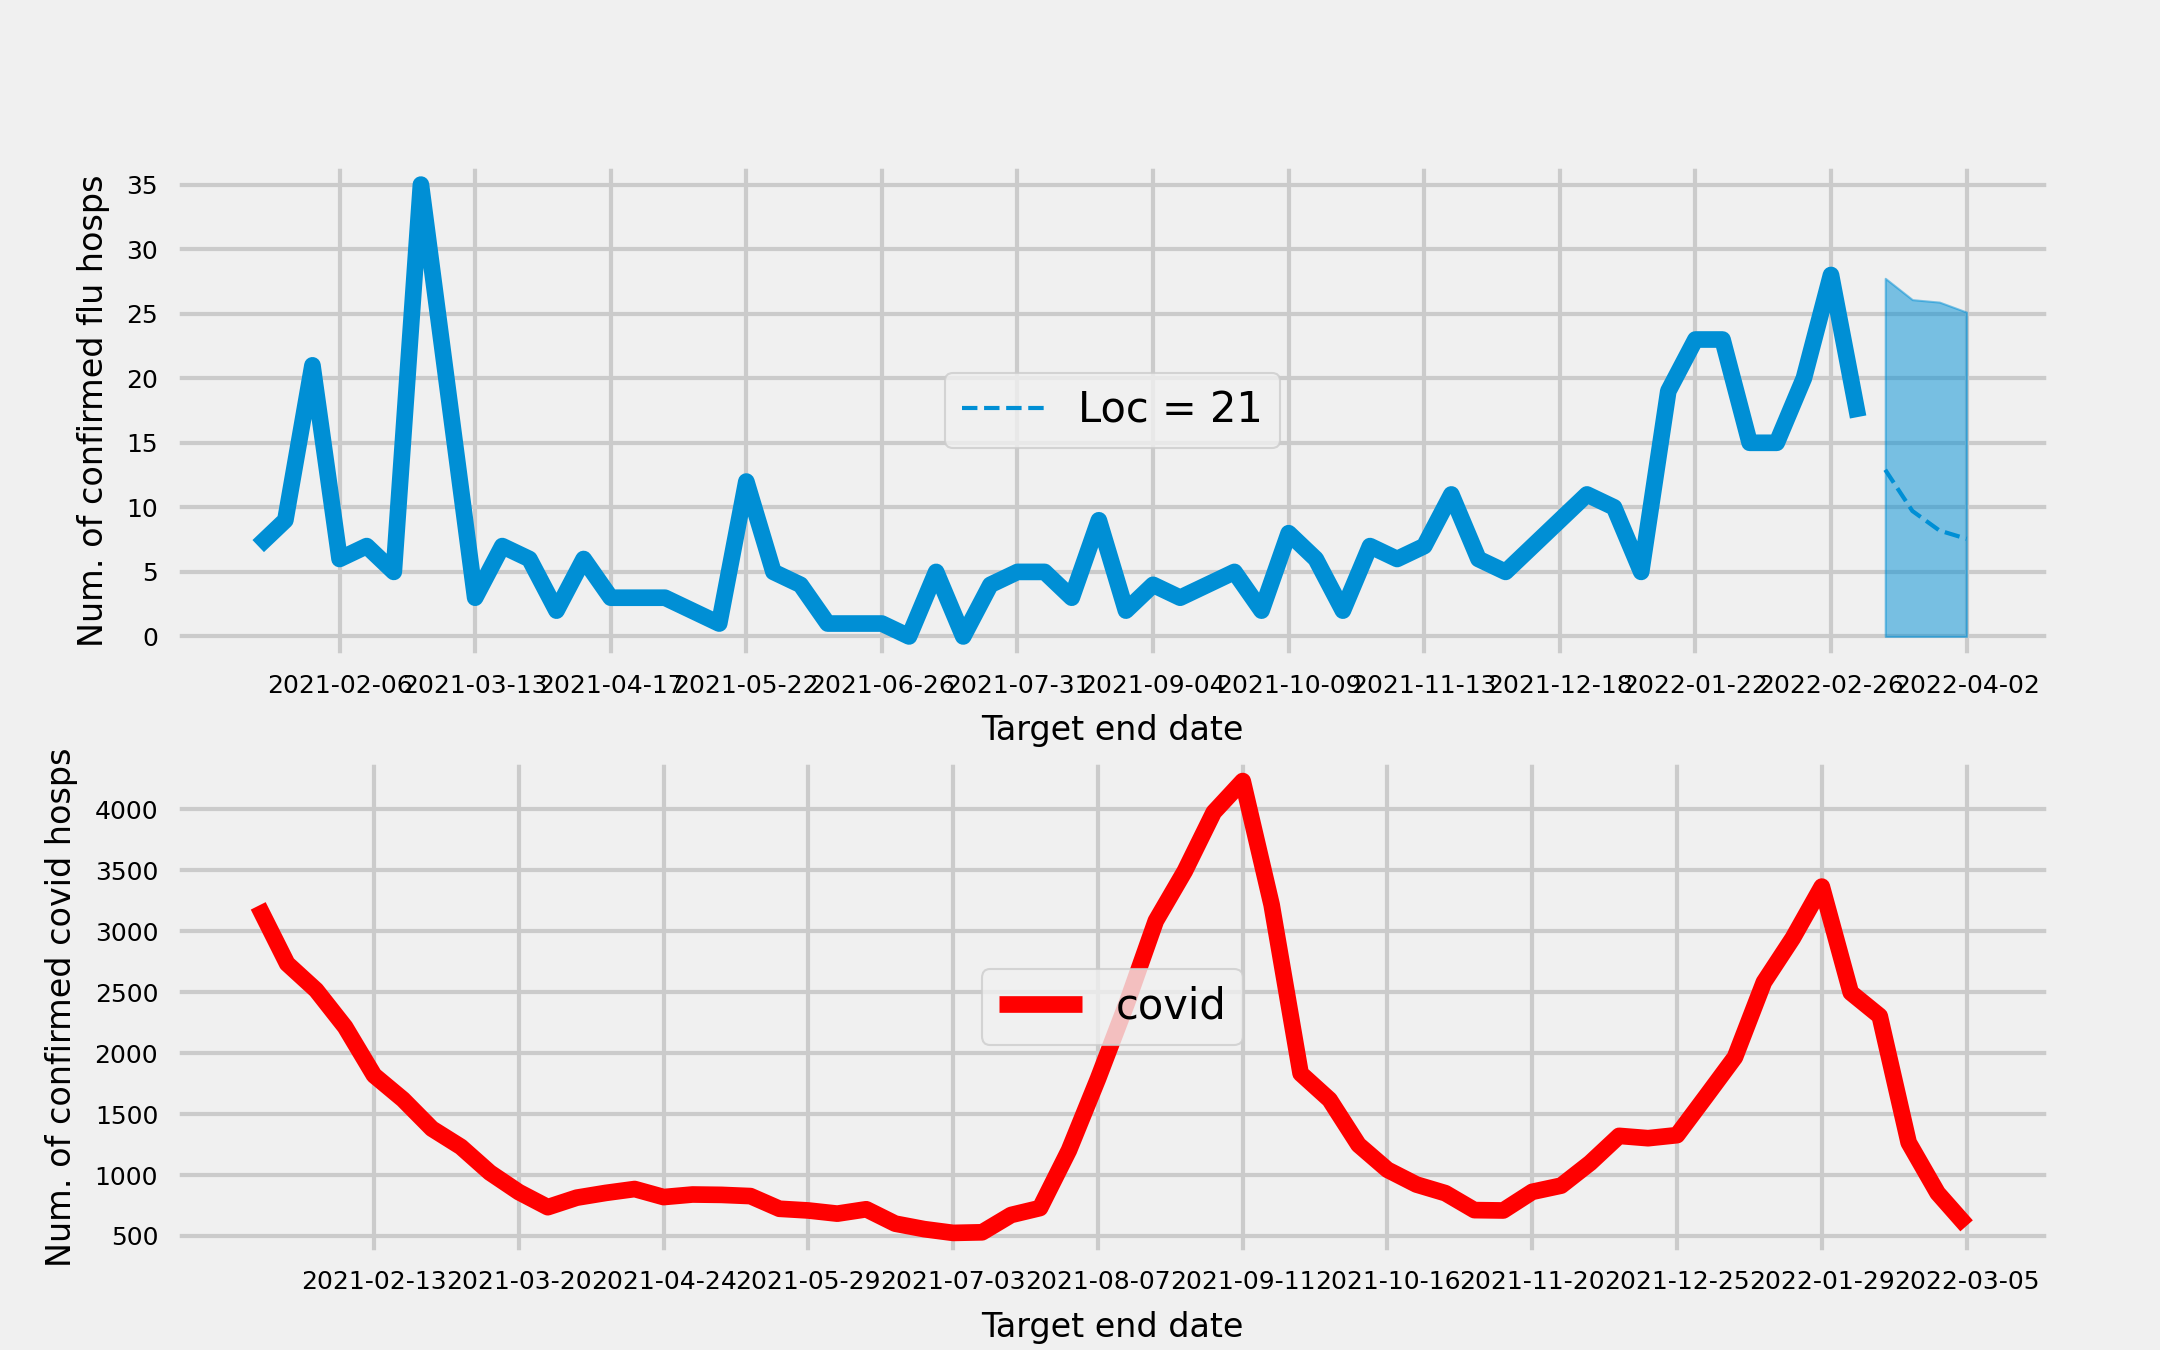 Num. of confirmed flu hosps
35
30
25
20
15
10
5
0
Loc = 21
2021-02-06 2021-03-13 2021-04-17 2021-05-22 2021-06-26 2021-07-31 2021-09-04 2021-10-09 2021-11-13 2021-12-18 2022-01-22 2022-02-26 2022-04-02
Target end date
Num. of confirmed covid hosps
4000
3500
3000
2500
2000
1500
1000
500
covid
2021-02-13 2021-03-20 2021-04-24 2021-05-29 2021-07-03 2021-08-07 2021-09-11 2021-10-16 2021-11-20 2021-12-25 2022-01-29 2022-03-05
Target end date